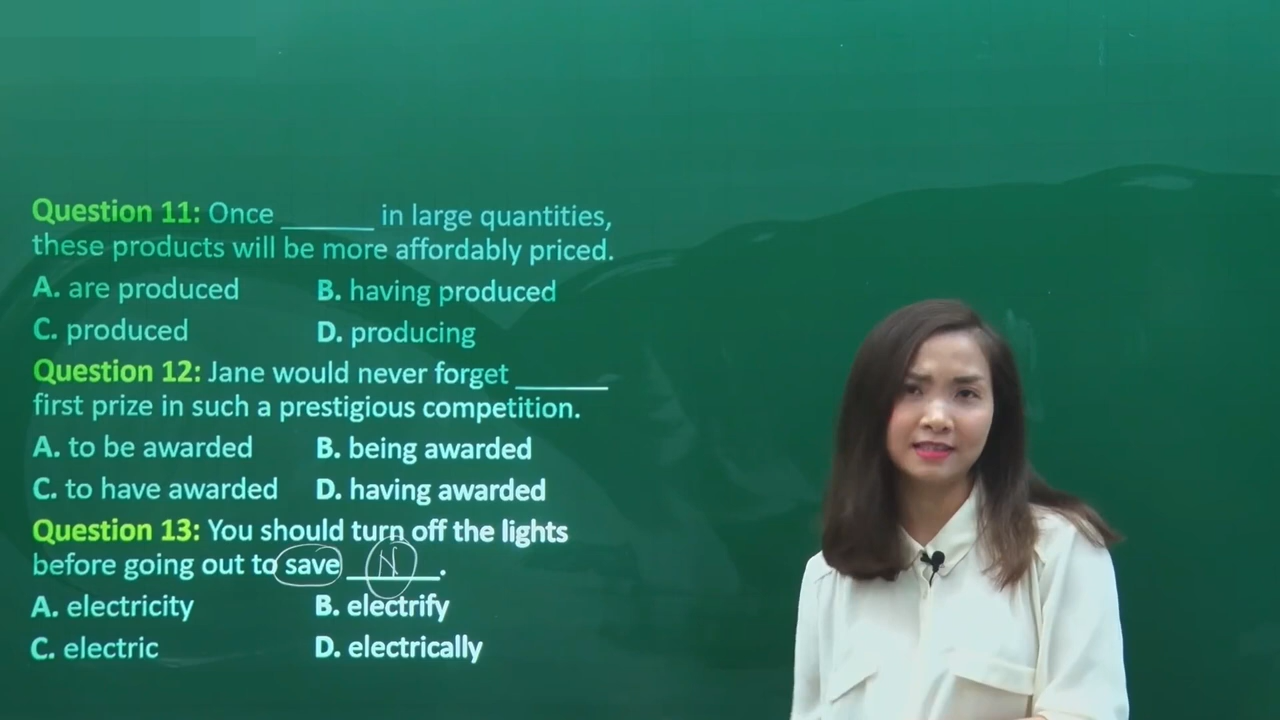 Question 11: Once ______ in large quantities,
these products will be more affordably priced.
A. are produced B. having produced
C. produced D. producing
Question 12: Jane would never forget ______
first prize in such a prestigious competition.
A. to be awarded B. being awarded
C. to have awarded D. having awarded
Question 13: You should turn off the lights
before going out to save __N__.
A. electricity B. electrify
C. electric D. electrically